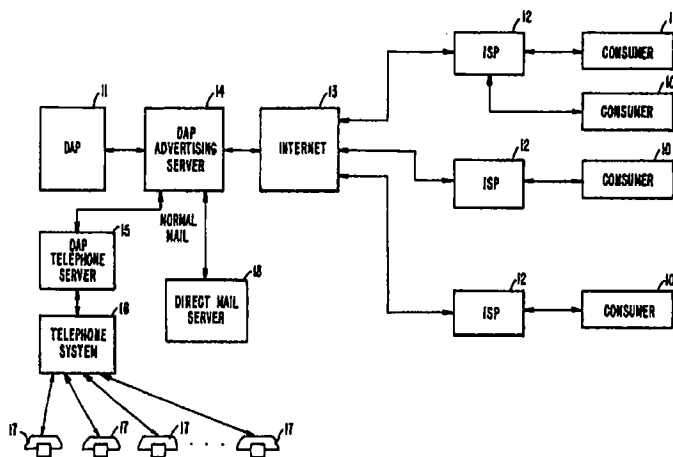 11
DAP
14
DAP
ADVERTISING
SERVER
13
INTERNET
12
ISP
1
CONSUMER
10
CONSUMER
12
ISP
10
CONSUMER
12
ISP
10
CONSUMER
NORMAL
MAIL
15
DAP
TELEPHONE
SERVER
18
DIRECT MAIL
SERVER
16
TELEPHONE
SYSTEM
17
17
17
. . .
17